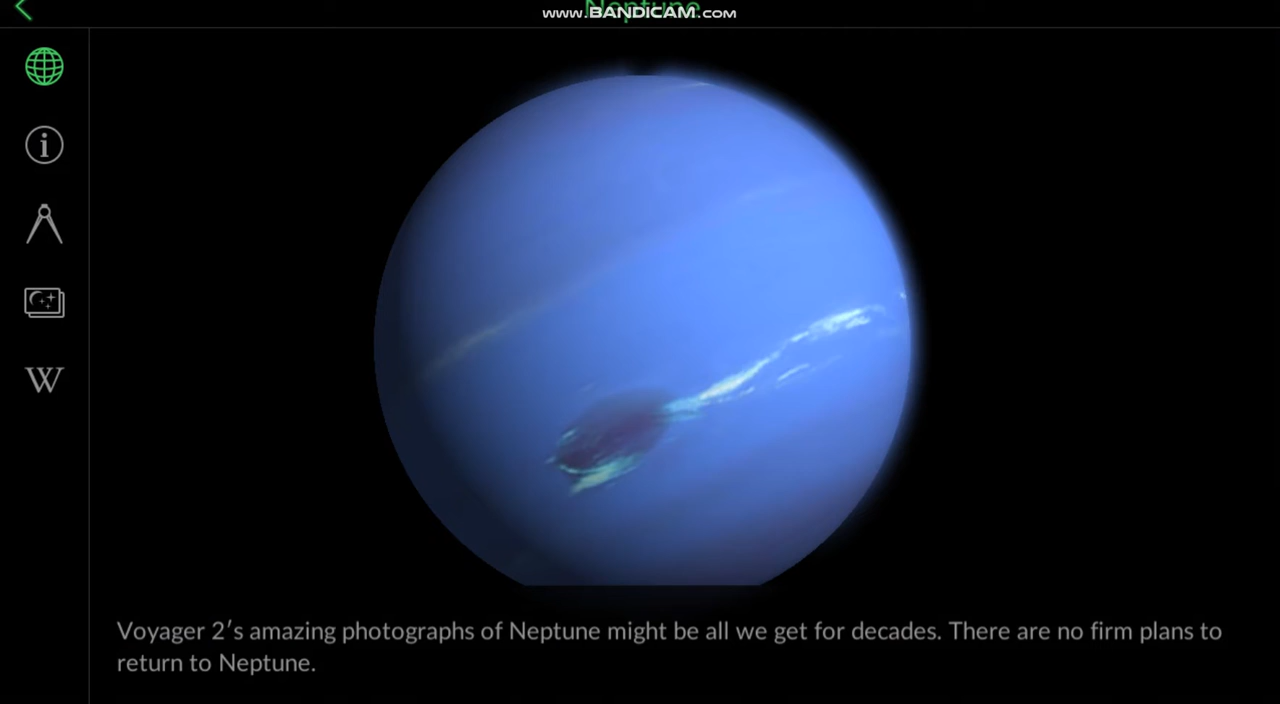 Neptune
www.BANDICAM.com
i
W
Voyager 2's amazing photographs of Neptune might be all we get for decades. There are no firm plans to
return to Neptune.